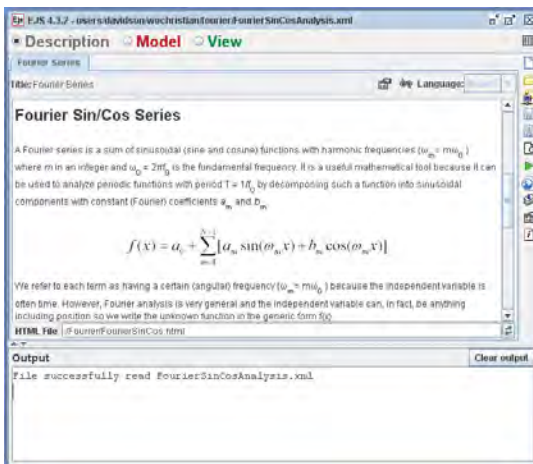 EJS 4.3.2 - users/davidson/wochristian/fourier/FourierSinCosAnalysis.xml
Description Model View
Fourier Series
Title: Fourier Series Language:
Fourier Sin/Cos Series
A Fourier series is a sum of sinusoidal (sine and cosine) functions with harmonic frequencies (ω_m = mω_0 )
where m in an integer and ω_0 = 2πf_0 is the fundamental frequency. It is a useful mathematical tool because it can
be used to analyze periodic functions with period T = 1/f_0 by decomposing such a function into sinusoidal
components with constant (Fourier) coefficients a_m and b_m.
f(x) = a_0 + ∑_{m=1}^{N-1} [a_m sin(ω_m x) + b_m cos(ω_m x)]
We refer to each term as having a certain (angular) frequency (ω_m = mω_0 ) because the independent variable is
often time. However, Fourier analysis is very general and the independent variable can, in fact, be anything
including position so we write the unknown function in the generic form f(x)
HTML File ./Fourier/FourierSinCos.html
Output Clear output
File successfully read FourierSinCosAnalysis.xml